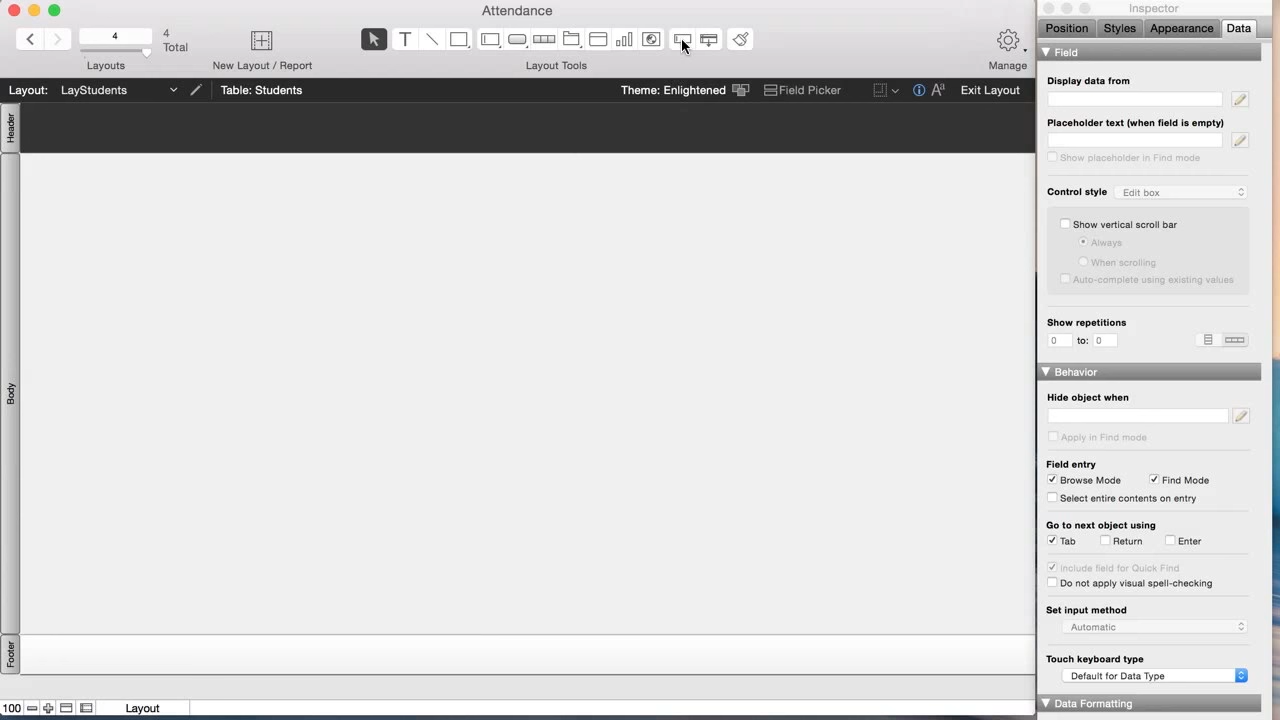 Attendance
Inspector
4
4
Total
Layouts
New Layout / Report
T
Layout Tools
Manage
Position
Styles
Appearance
Data
Layout:
LayStudents
Table: Students
Theme: Enlightened
Field Picker
Aa
Exit Layout
Header
Body
Footer
100
Layout
Field
Display data from
Placeholder text (when field is empty)
Show placeholder in Find mode
Control style
Edit box
Show vertical scroll bar
Always
When scrolling
Auto-complete using existing values
Show repetitions
0 to: 0
Behavior
Hide object when
Apply in Find mode
Field entry
Browse Mode
Find Mode
Select entire contents on entry
Go to next object using
Tab
Return
Enter
Include field for Quick Find
Do not apply visual spell-checking
Set input method
Automatic
Touch keyboard type
Default for Data Type
Data Formatting